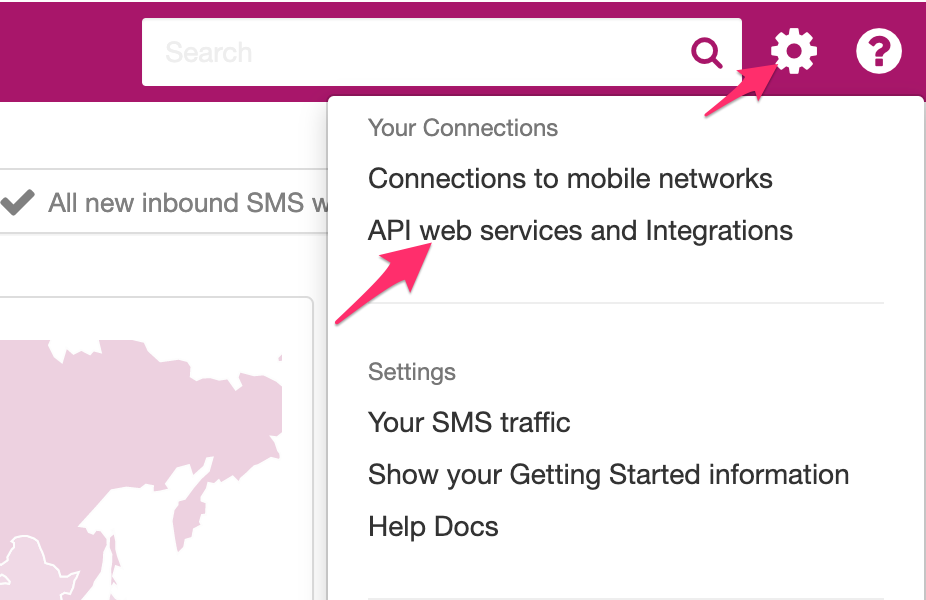 Search
Your Connections
Connections to mobile networks
All new inbound SMS w
API web services and Integrations
Settings
Your SMS traffic
Show your Getting Started information
Help Docs